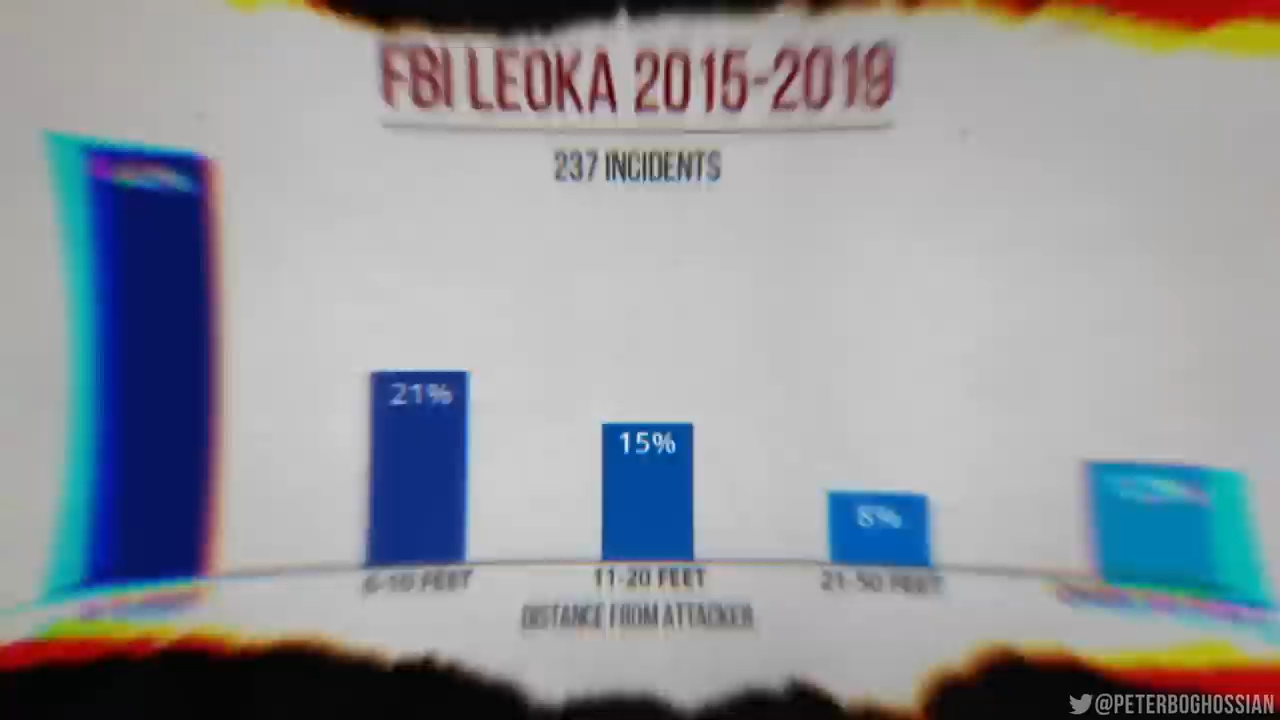 FBI LEOKA 2015-2019
237 INCIDENTS
21%
15%
8%
6-10 FEET
11-20 FEET
21-50 FEET
DISTANCE FROM ATTACKER
@PETERBOGHOSSIAN